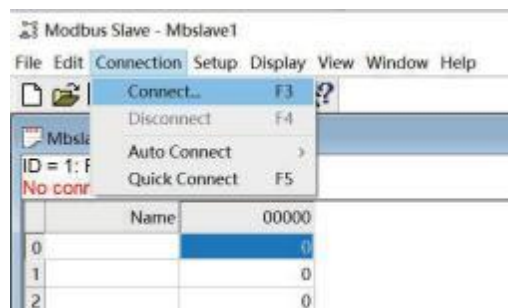 Modbus Slave - Mbslave1
File Edit Connection Setup Display View Window Help
Connect... F3
Disconnect F4
Auto Connect >
Quick Connect F5
Mbsla
ID = 1: F
No conn
Name 00000
0 0
1 0
2 0